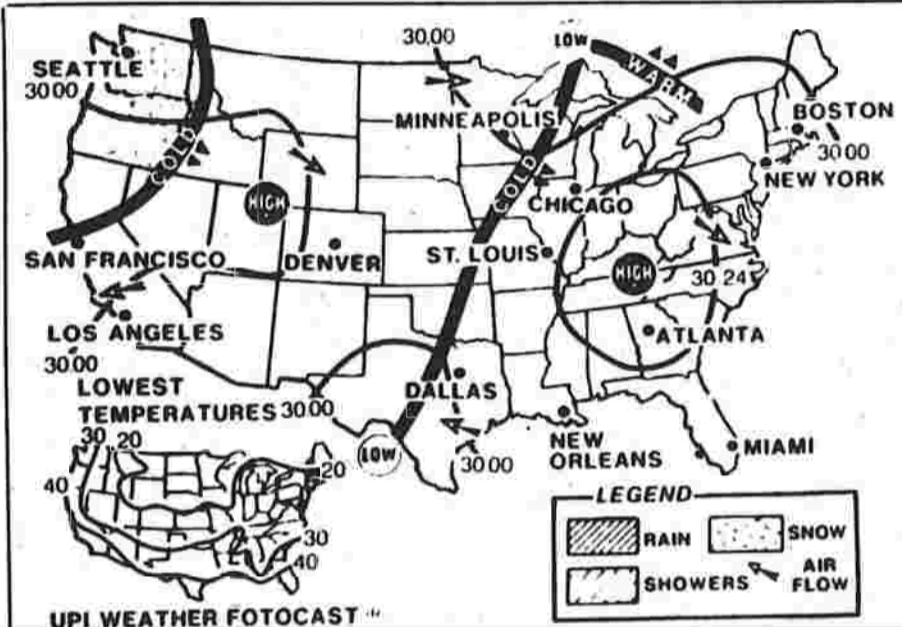 SEATTLE
30.00
30.00
LOW
WARM
MINNEAPOLIS
BOSTON
30.00
NEW YORK
COLD
COLD
HIGH
CHICAGO
SAN FRANCISCO
DENVER
ST. LOUIS
HIGH
30.24
LOS ANGELES
30.00
ATLANTA
LOWEST
TEMPERATURES
30.00
DALLAS
LOW
30.00
NEW
ORLEANS
MIAMI
30
20
40
20
30
40
LEGEND
RAIN
SNOW
SHOWERS
AIR
FLOW
UPI WEATHER FOTOCAST